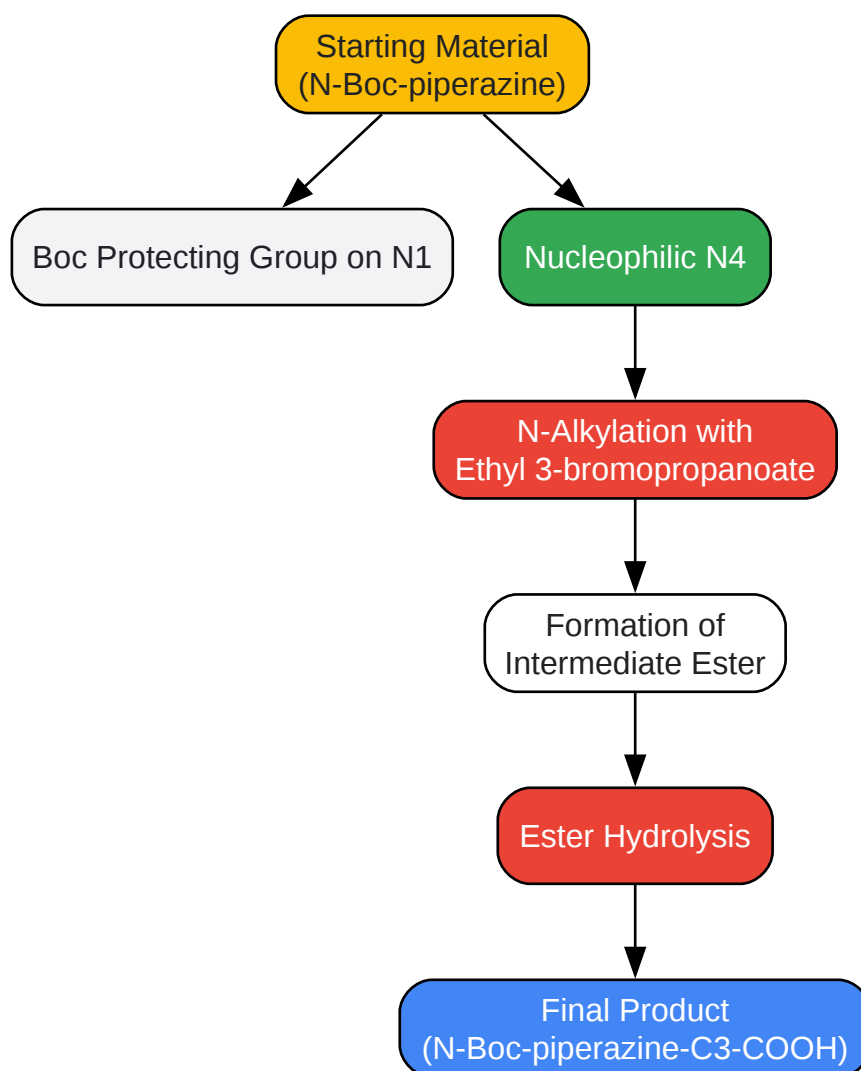 Starting Material
(N-Boc-piperazine)
Boc Protecting Group on N1
Nucleophilic N4
N-Alkylation with
Ethyl 3-bromopropanoate
Formation of
Intermediate Ester
Ester Hydrolysis
Final Product
(N-Boc-piperazine-C3-COOH)